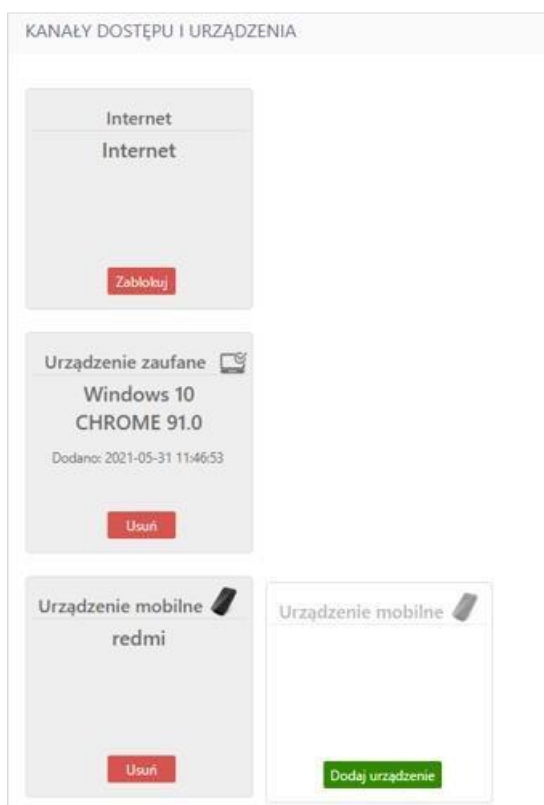 KANAŁY DOSTĘPU I URZĄDZENIA
Internet
Internet
Zablokuj
Urządzenie zaufane
Windows 10
CHROME 91.0
Dodano: 2021-05-31 11:46:53
Usuń
Urządzenie mobilne
redmi
Usuń
Urządzenie mobilne
Dodaj urządzenie